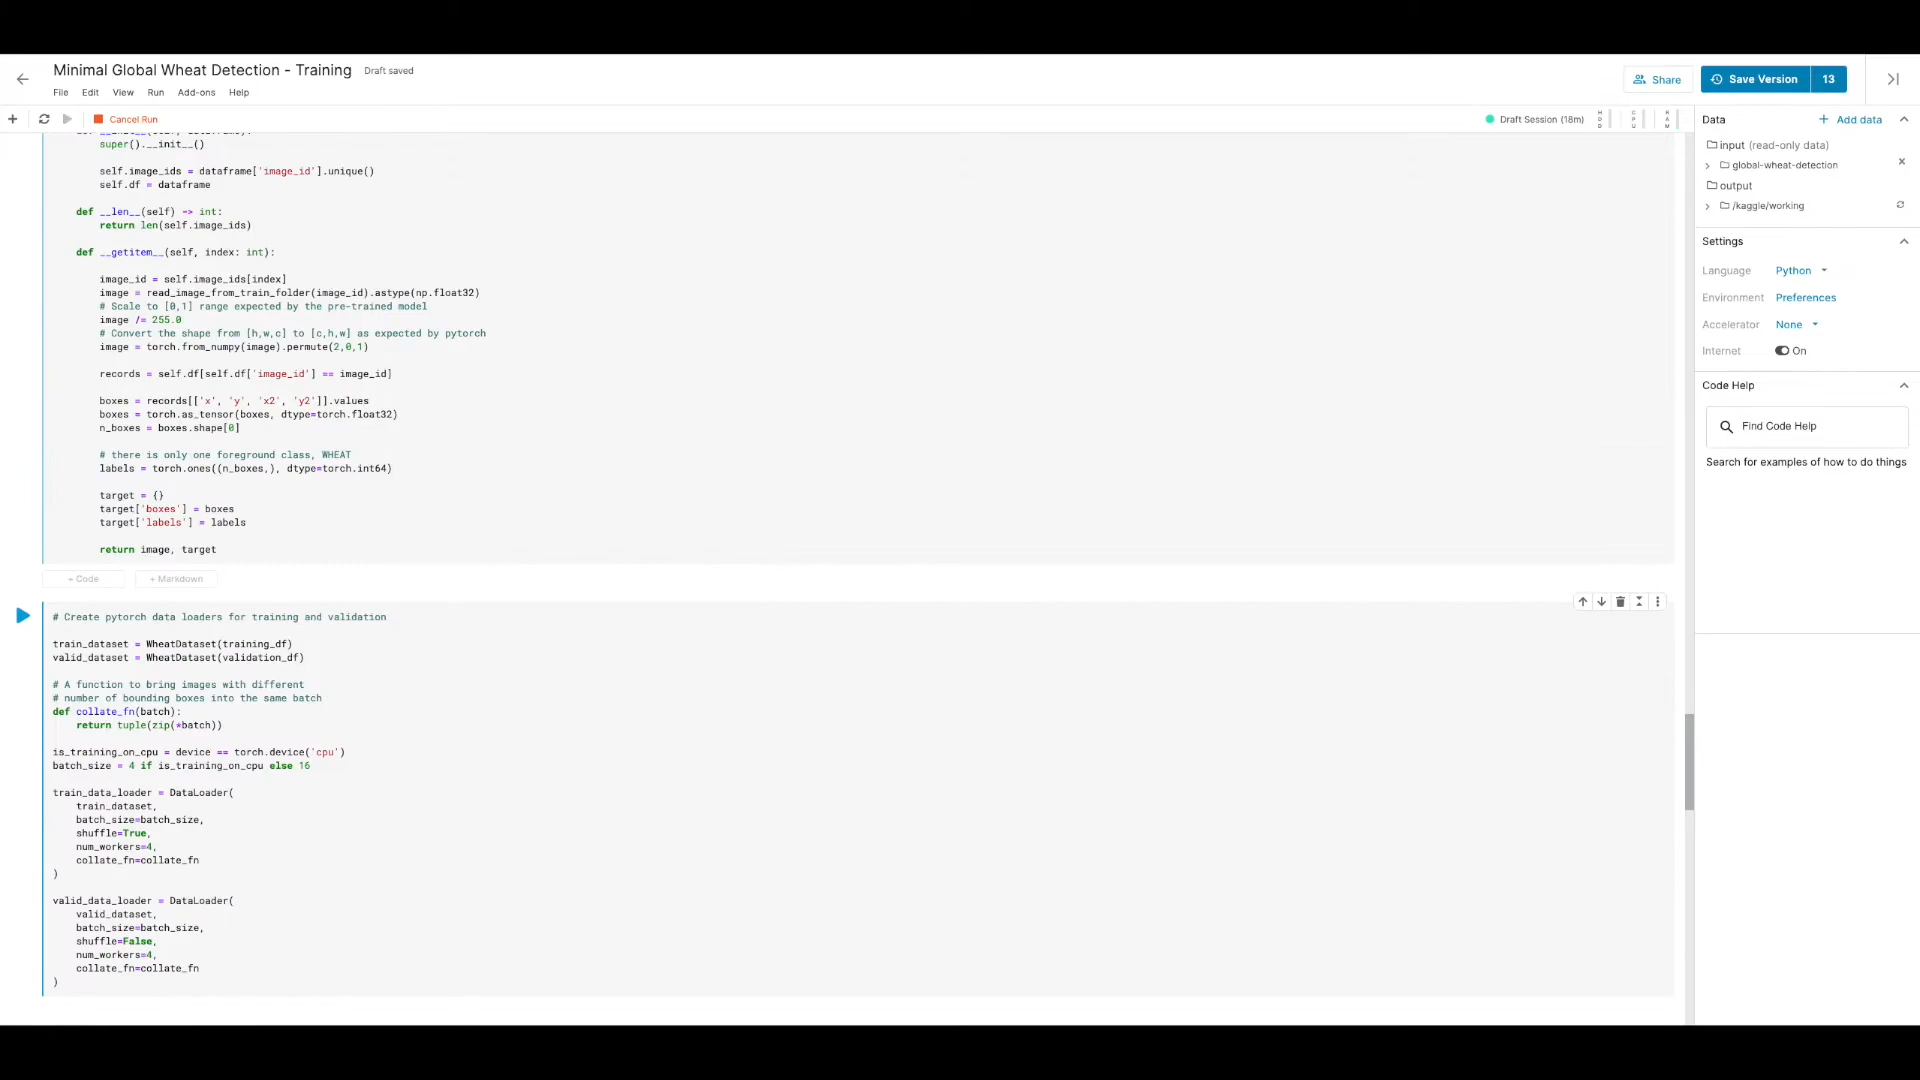 Minimal Global Wheat Detection - Training Draft saved
File Edit View Run Add-ons Help
Share
Save Version 13
Cancel Run
Draft Session (18m)
HDD
CPU
RAM
super().__init__()
self.image_ids = dataframe['image_id'].unique()
self.df = dataframe
def __len__(self) -> int:
return len(self.image_ids)
def __getitem__(self, index: int):
image_id = self.image_ids[index]
image = read_image_from_train_folder(image_id).astype(np.float32)
# Scale to [0,1] range expected by the pre-trained model
image /= 255.0
# Convert the shape from [h,w,c] to [c,h,w] as expected by pytorch
image = torch.from_numpy(image).permute(2,0,1)
records = self.df[self.df['image_id'] == image_id]
boxes = records[['x', 'y', 'x2', 'y2']].values
boxes = torch.as_tensor(boxes, dtype=torch.float32)
n_boxes = boxes.shape[0]
# there is only one foreground class, WHEAT
labels = torch.ones((n_boxes,), dtype=torch.int64)
target = {}
target['boxes'] = boxes
target['labels'] = labels
return image, target
+ Code + Markdown
# Create pytorch data loaders for training and validation
train_dataset = WheatDataset(training_df)
valid_dataset = WheatDataset(validation_df)
# A function to bring images with different
# number of bounding boxes into the same batch
def collate_fn(batch):
return tuple(zip(*batch))
is_training_on_cpu = device == torch.device('cpu')
batch_size = 4 if is_training_on_cpu else 16
train_data_loader = DataLoader(
train_dataset,
batch_size=batch_size,
shuffle=True,
num_workers=4,
collate_fn=collate_fn
)
valid_data_loader = DataLoader(
valid_dataset,
batch_size=batch_size,
shuffle=False,
num_workers=4,
collate_fn=collate_fn
)
Data + Add data
input (read-only data)
global-wheat-detection
output
/kaggle/working
Settings
Language Python
Environment Preferences
Accelerator None
Internet On
Code Help
Find Code Help
Search for examples of how to do things